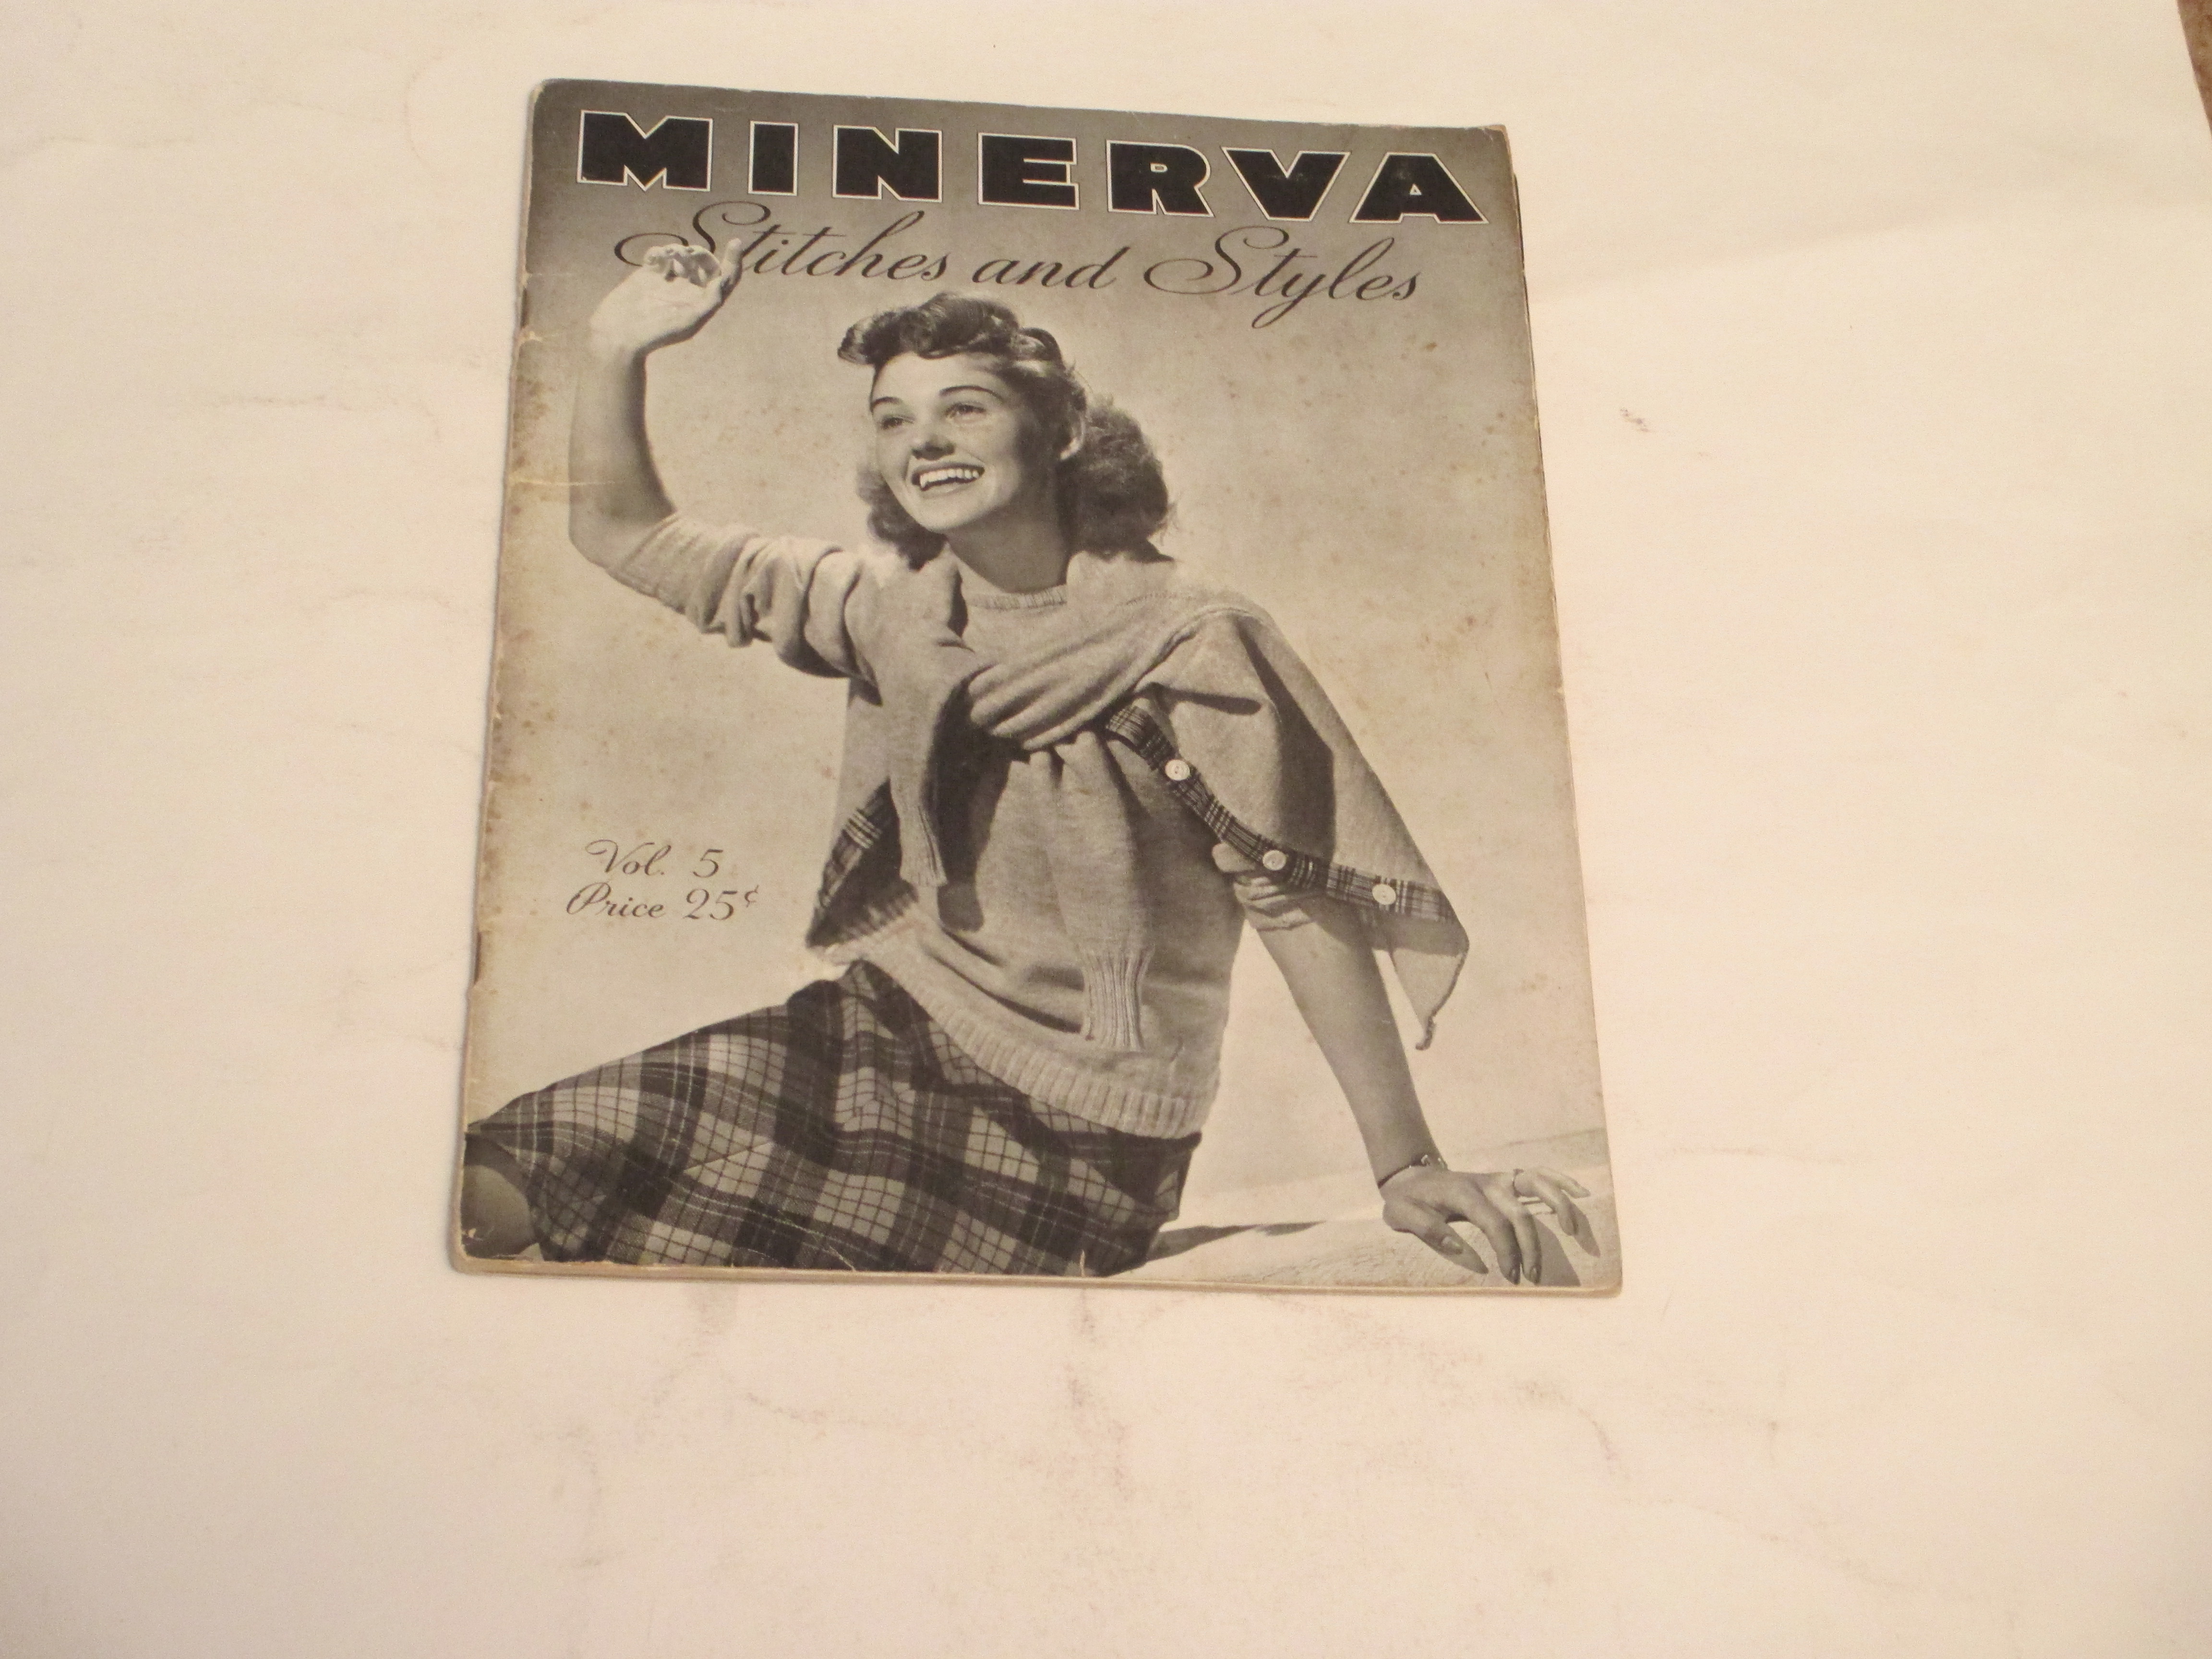 MINERVA
Stitches and Styles
Vol. 5
Price 25¢